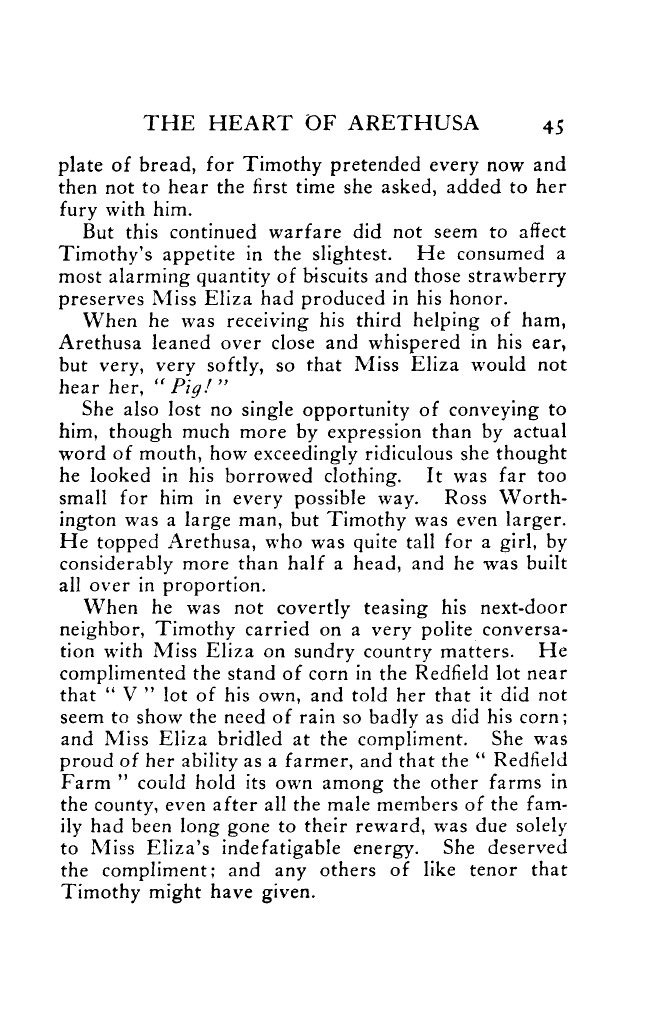 THE HEART OF ARETHUSA 45
plate of bread, for Timothy pretended every now and
then not to hear the first time she asked, added to her
fury with him.
But this continued warfare did not seem to affect
Timothy's appetite in the slightest. He consumed a
most alarming quantity of biscuits and those strawberry
preserves Miss Eliza had produced in his honor.
When he was receiving his third helping of ham,
Arethusa leaned over close and whispered in his ear,
but very, very softly, so that Miss Eliza would not
hear her, "Pig!"
She also lost no single opportunity of conveying to
him, though much more by expression than by actual
word of mouth, how exceedingly ridiculous she thought
he looked in his borrowed clothing. It was far too
small for him in every possible way. Ross Worth-
ington was a large man, but Timothy was even larger.
He topped Arethusa, who was quite tall for a girl, by
considerably more than half a head, and he was built
all over in proportion.
When he was not covertly teasing his next-door
neighbor, Timothy carried on a very polite conversa-
tion with Miss Eliza on sundry country matters. He
complimented the stand of corn in the Redfield lot near
that "V" lot of his own, and told her that it did not
seem to show the need of rain so badly as did his corn;
and Miss Eliza bridled at the compliment. She was
proud of her ability as a farmer, and that the "Redfield
Farm" could hold its own among the other farms in
the county, even after all the male members of the fam-
ily had been long gone to their reward, was due solely
to Miss Eliza's indefatigable energy. She deserved
the compliment; and any others of like tenor that
Timothy might have given.